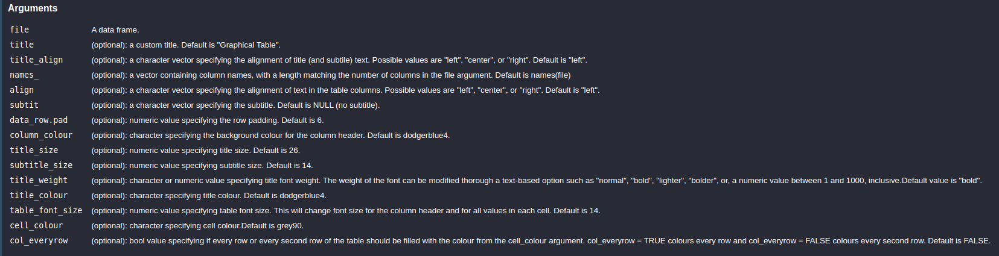 Arguments
file A data frame.
title (optional): a custom title. Default is "Graphical Table".
title_align (optional): a character vector specifying the alignment of title (and subtile) text. Possible values are "left", "center", or "right". Default is "left".
names_ (optional): a vector containing column names, with a length matching the number of columns in the file argument. Default is names(file)
align (optional): a character vector specifying the alignment of text in the table columns. Possible values are "left", "center", or "right". Default is "left".
subtit (optional): a character vector specifying the subtitle. Default is NULL (no subtitle).
data_row.pad (optional): numeric value specifying the row padding. Default is 6.
column_colour (optional): character specifying the background colour for the column header. Default is dodgerblue4.
title_size (optional): numeric value specifying title size. Default is 26.
subtitle_size (optional): numeric value specifying subtitle size. Default is 14.
title_weight (optional): character or numeric value specifying title font weight. The weight of the font can be modified thorough a text-based option such as "normal", "bold", "lighter", "bolder", or, a numeric value between 1 and 1000, inclusive.Default value is "bold".
title_colour (optional): character specifying title colour. Default is dodgerblue4.
table_font_size (optional): numeric value specifying table font size. This will change font size for the column header and for all values in each cell. Default is 14.
cell_colour (optional): character specifying cell colour.Default is grey90.
col_everyrow (optional): bool value specifying if every row or every second row of the table should be filled with the colour from the cell_colour argument. col_everyrow = TRUE colours every row and col_everyrow = FALSE colours every second row. Default is FALSE.